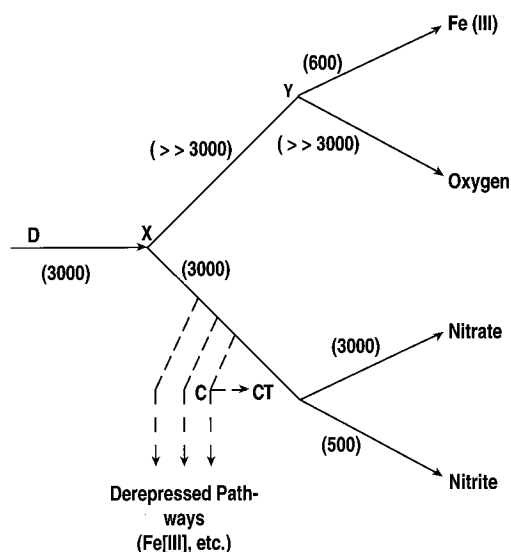 Fe (III)
(600)
Y
(>> 3000)
(>> 3000)
Oxygen
D
X
(3000)
(3000)
(3000)
Nitrate
C
CT
(500)
Nitrite
Derepressed Path-
ways
(Fe[III], etc.)